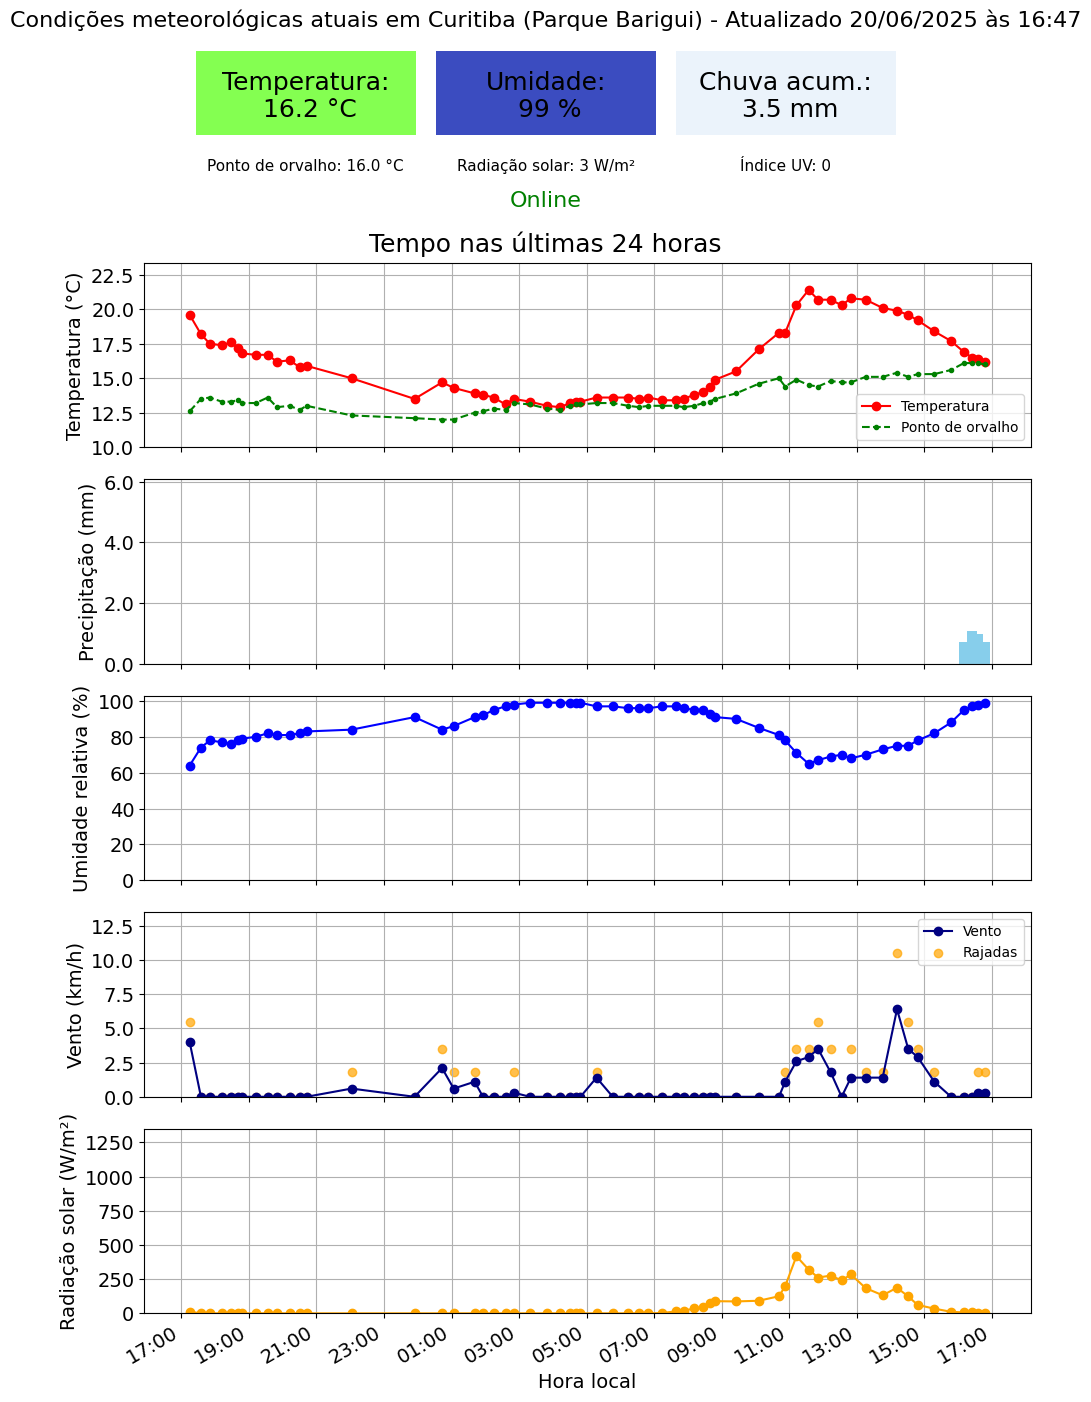 Condições meteorológicas atuais em Curitiba (Parque Barigui) - Atualizado 20/06/2025 às 16:47
Temperatura:
16.2 °C
Umidade:
99 %
Chuva acum.:
3.5 mm
Ponto de orvalho: 16.0 °C
Radiação solar: 3 W/m²
Índice UV: 0
Online
Tempo nas últimas 24 horas
Temperatura (°C)
22.5
20.0
17.5
15.0
12.5
10.0
Temperatura
Ponto de orvalho
Precipitação (mm)
6.0
4.0
2.0
0.0
Umidade relativa (%)
100
80
60
40
20
0
Vento (km/h)
12.5
10.0
7.5
5.0
2.5
0.0
Vento
Rajadas
Radiação solar (W/m²)
1250
1000
750
500
250
0
17:00
19:00
21:00
23:00
01:00
03:00
05:00
07:00
09:00
11:00
13:00
15:00
17:00
Hora local